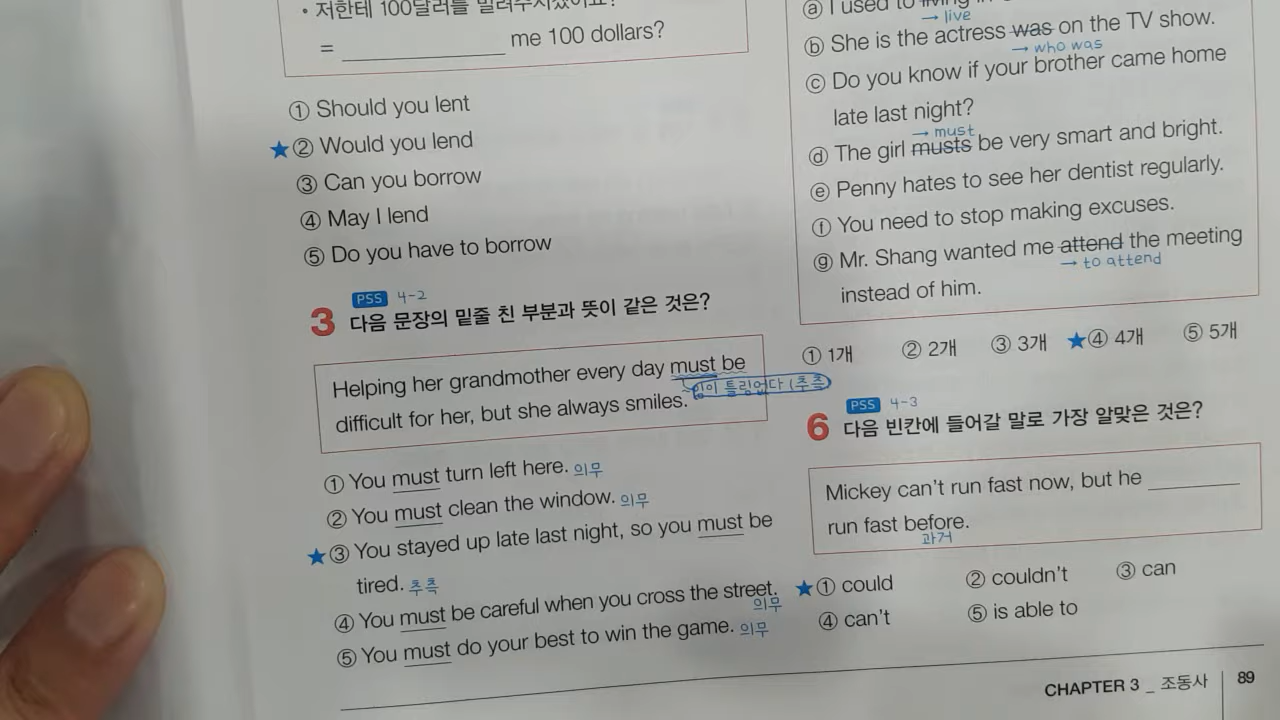 • 저한테 100달러를 빌려주시겠어요?
= ____________ me 100 dollars?
① Should you lent
★② Would you lend
③ Can you borrow
④ May I lend
⑤ Do you have to borrow
PSS 4-2
3 다음 문장의 밑줄 친 부분과 뜻이 같은 것은?
Helping her grandmother every day must be
틀림없다 (추측
difficult for her, but she always smiles.
① You must turn left here. 의무
② You must clean the window. 의무
★③ You stayed up late last night, so you must be
tired. 추측
④ You must be careful when you cross the street.
의무
⑤ You must do your best to win the game. 의무
ⓐ I used to living in
→ live
ⓑ She is the actress was on the TV show.
→ who was
ⓒ Do you know if your brother came home
late last night?
→ must
ⓓ The girl musts be very smart and bright.
ⓔ Penny hates to see her dentist regularly.
ⓕ You need to stop making excuses.
ⓖ Mr. Shang wanted me attend the meeting
→ to attend
instead of him.
① 1개 ② 2개 ③ 3개 ★④ 4개 ⑤ 5개
PSS 4-3
6 다음 빈칸에 들어갈 말로 가장 알맞은 것은?
Mickey can't run fast now, but he ________
run fast before.
과거
★① could ② couldn't ③ can
④ can't ⑤ is able to
CHAPTER 3 _ 조동사 89